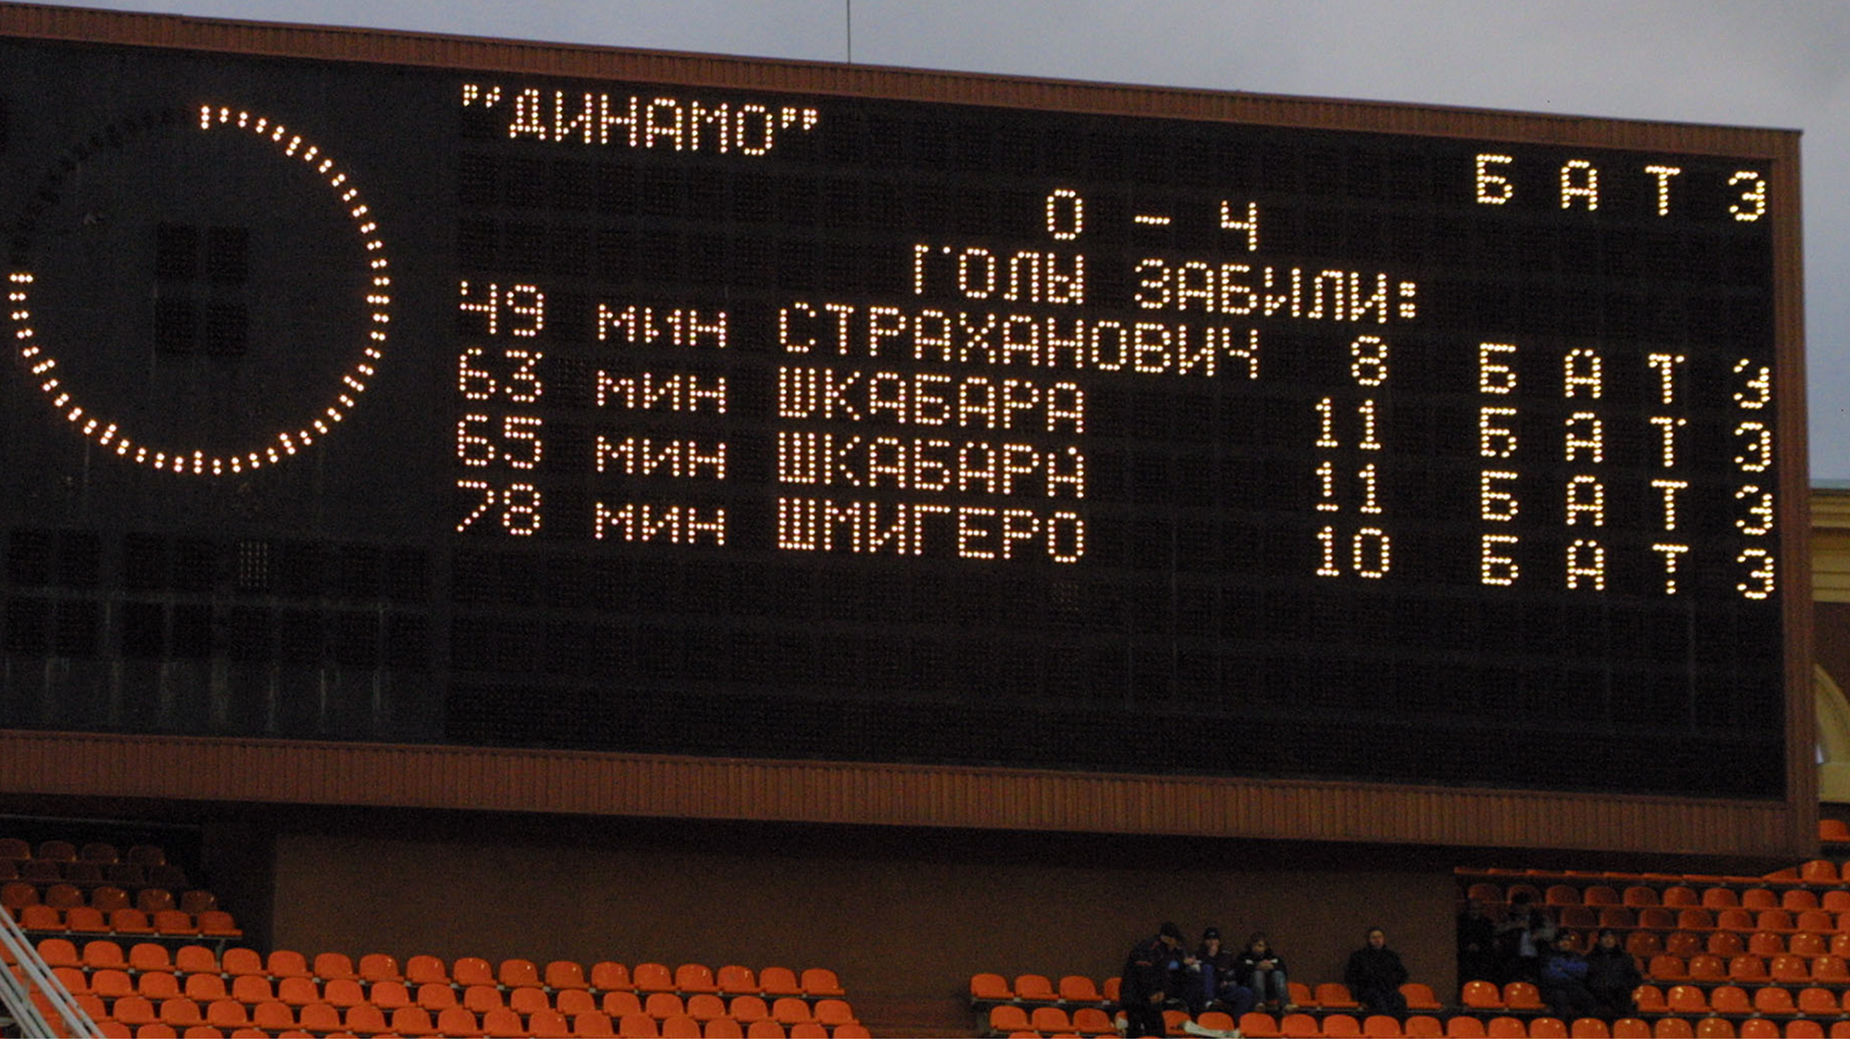 "ДИНАМО" БАТЭ
0 - 4
ГОЛЫ ЗАБИЛИ:
49 МИН СТРАХАНОВИЧ 8 БАТЭ
63 МИН ШКАБАРА 11 БАТЭ
65 МИН ШКАБАРА 11 БАТЭ
78 МИН ШМИГЕРО 10 БАТЭ